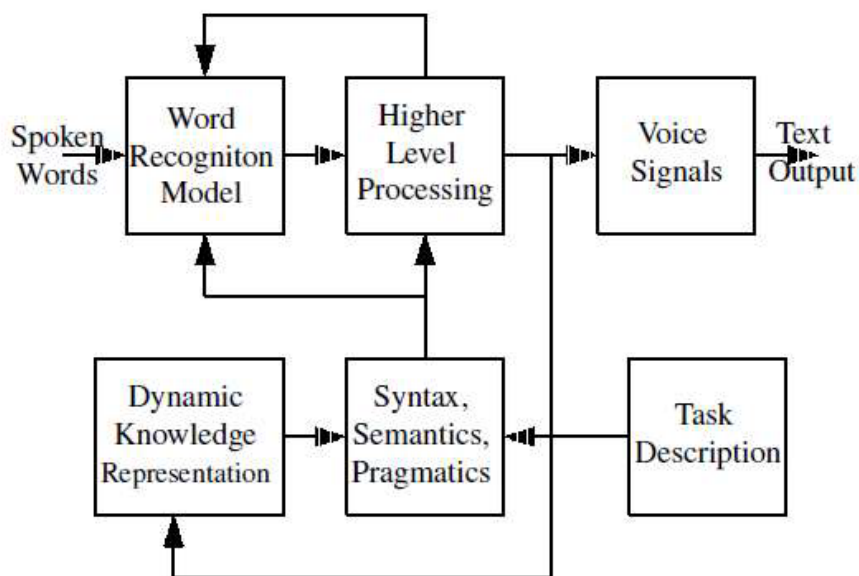 Spoken
Words
Word
Recogniton
Model
Higher
Level
Processing
Voice
Signals
Text
Output
Dynamic
Knowledge
Representation
Syntax,
Semantics,
Pragmatics
Task
Description